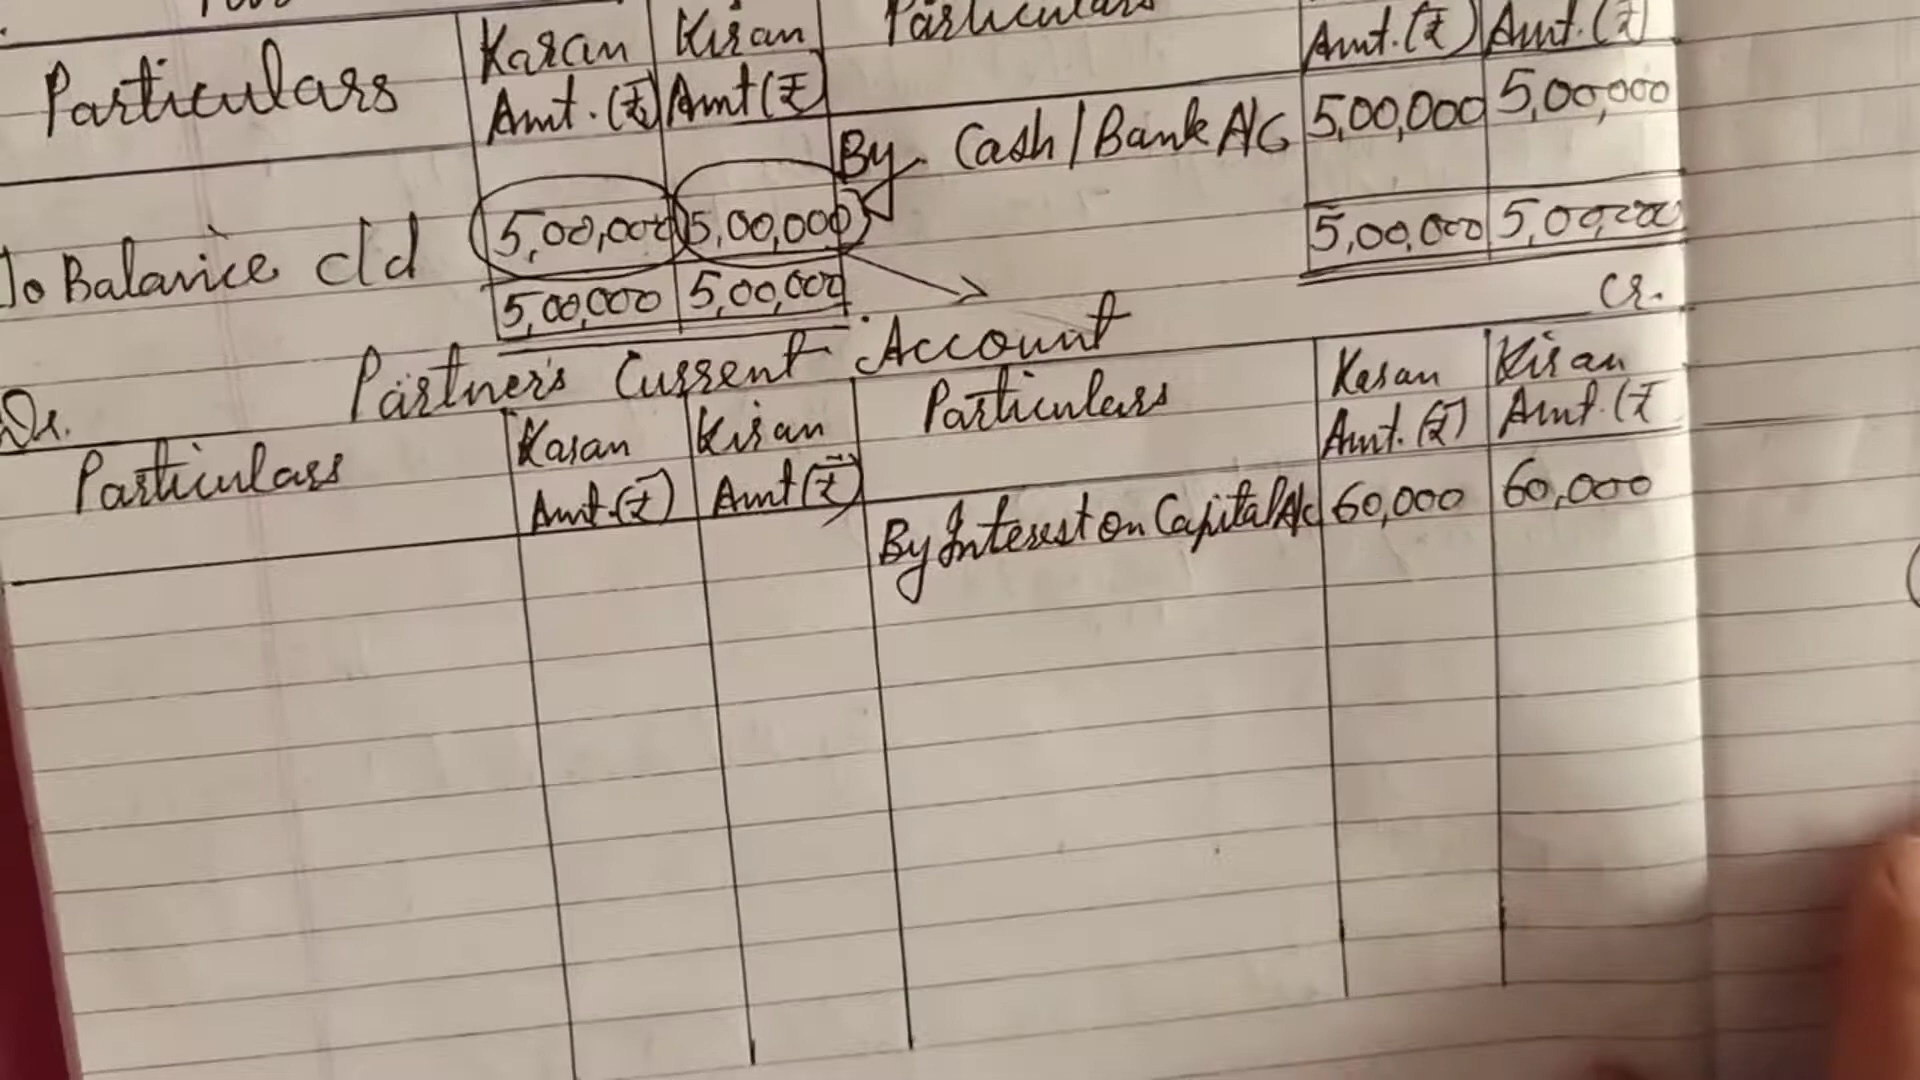 Particulars Karan Kiran Particulars
Amt.(₹) Amt(₹) Amt.(₹) Amt.(₹)
By Cash/Bank A/C 5,00,000 5,00,000
To Balance c/d 5,00,000 5,00,000 5,00,000 5,00,000
5,00,000 5,00,000
Partner's Current Account Cr.
Dr.
Particulars Karan Kiran Particulars Karan Kiran
Amt.(₹) Amt(₹) Amt.(₹) Amt.(₹
By Interest on Capital A/c 60,000 60,000